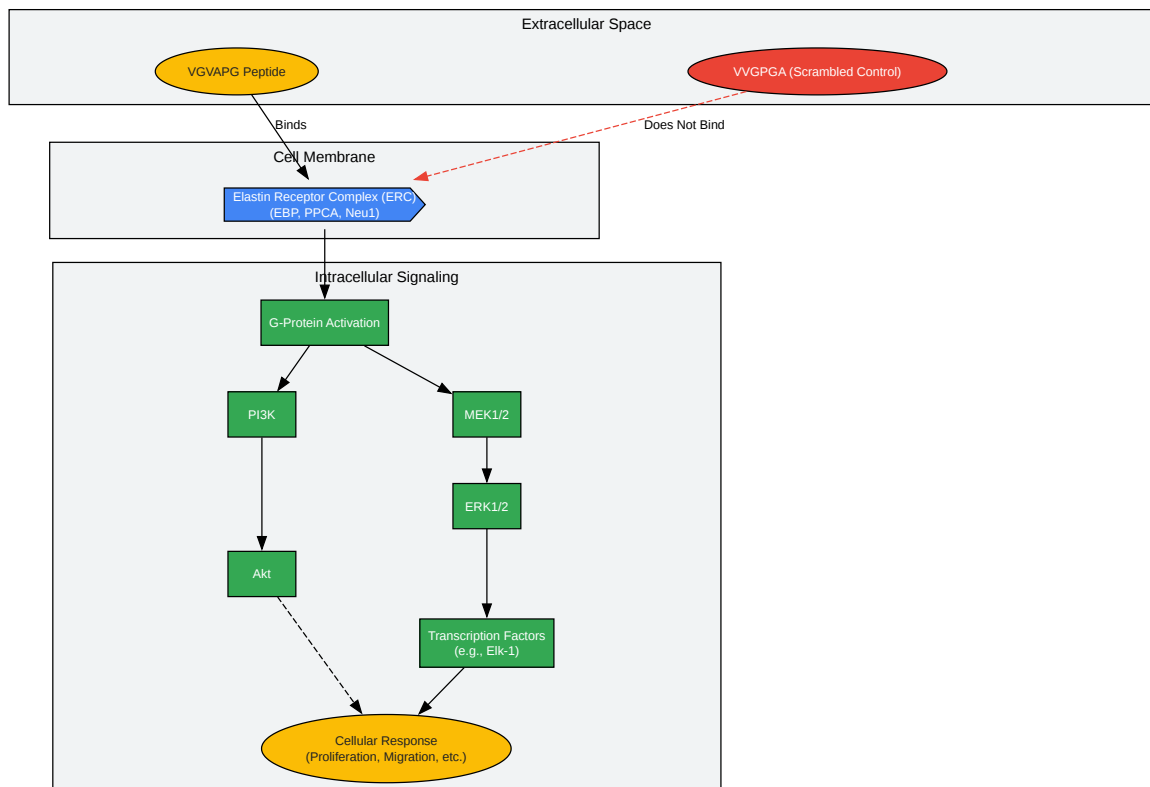 Extracellular Space
VGVAPG Peptide
VVGPGA (Scrambled Control)
Binds
Does Not Bind
Cell Membrane
Elastin Receptor Complex (ERC)
(EBP, PPCA, Neu1)
Intracellular Signaling
G-Protein Activation
PI3K
MEK1/2
ERK1/2
Akt
Transcription Factors
(e.g., Elk-1)
Cellular Response
(Proliferation, Migration, etc.)